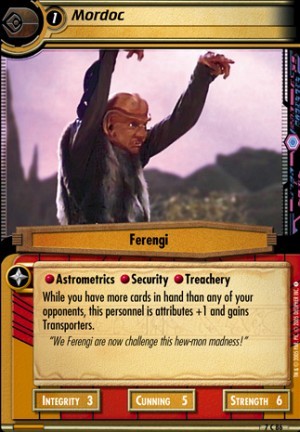 1 Mordoc
Ferengi
Astrometrics Security Treachery
While you have more cards in hand than any of your
opponents, this personnel is attributes +1 and gains
Transporters.
"We Ferengi are now challenge this hew-mon madness!"
INTEGRITY 3 CUNNING 5 STRENGTH 6